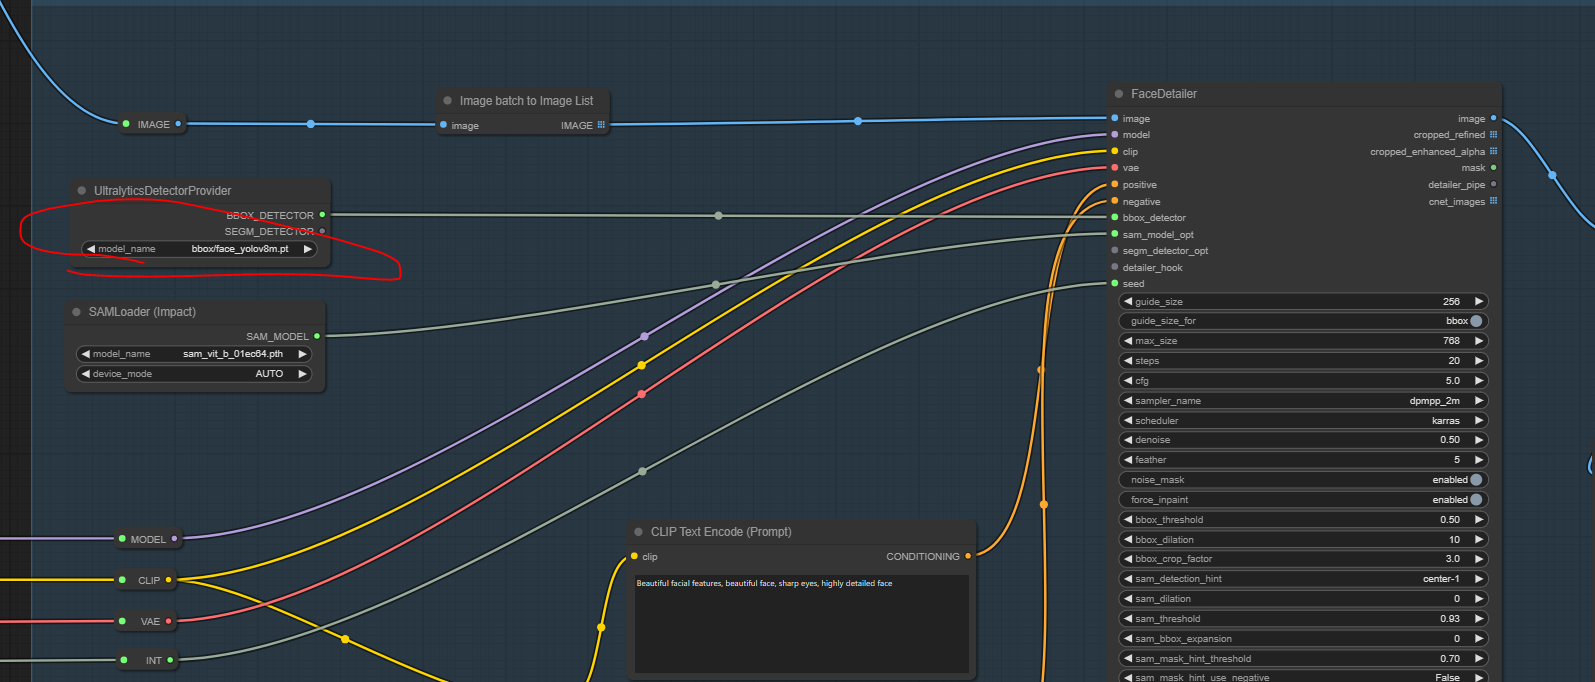 IMAGE
Image batch to Image List
image IMAGE
UltralyticsDetectorProvider
BBOX_DETECTOR
SEGM_DETECTOR
model_name bbox/face_yolov8m.pt
SAMLoader (Impact)
SAM_MODEL
model_name sam_vit_b_01ec64.pth
device_mode AUTO
MODEL
CLIP
VAE
INT
CLIP Text Encode (Prompt)
clip CONDITIONING
Beautiful facial features, beautiful face, sharp eyes, highly detailed face
FaceDetailer
image image
model cropped_refined
clip cropped_enhanced_alpha
vae mask
positive detailer_pipe
negative cnet_images
bbox_detector
sam_model_opt
segm_detector_opt
detailer_hook
seed
guide_size 256
guide_size_for bbox
max_size 768
steps 20
cfg 5.0
sampler_name dpmpp_2m
scheduler karras
denoise 0.50
feather 5
noise_mask enabled
force_inpaint enabled
bbox_threshold 0.50
bbox_dilation 10
bbox_crop_factor 3.0
sam_detection_hint center-1
sam_dilation 0
sam_threshold 0.93
sam_bbox_expansion 0
sam_mask_hint_threshold 0.70
sam_mask_hint_use_negative False